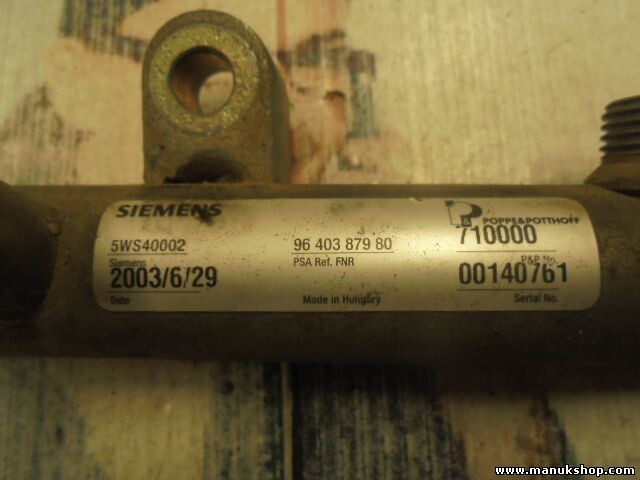 SIEMENS
P&P POPPE&POTTHOFF
5WS40002 96 403 879 80 710000
Siemens PSA Ref. FNR P&P No.
2003/6/29 00140761
Date Made in Hungary Serial No.
www.manukshop.com